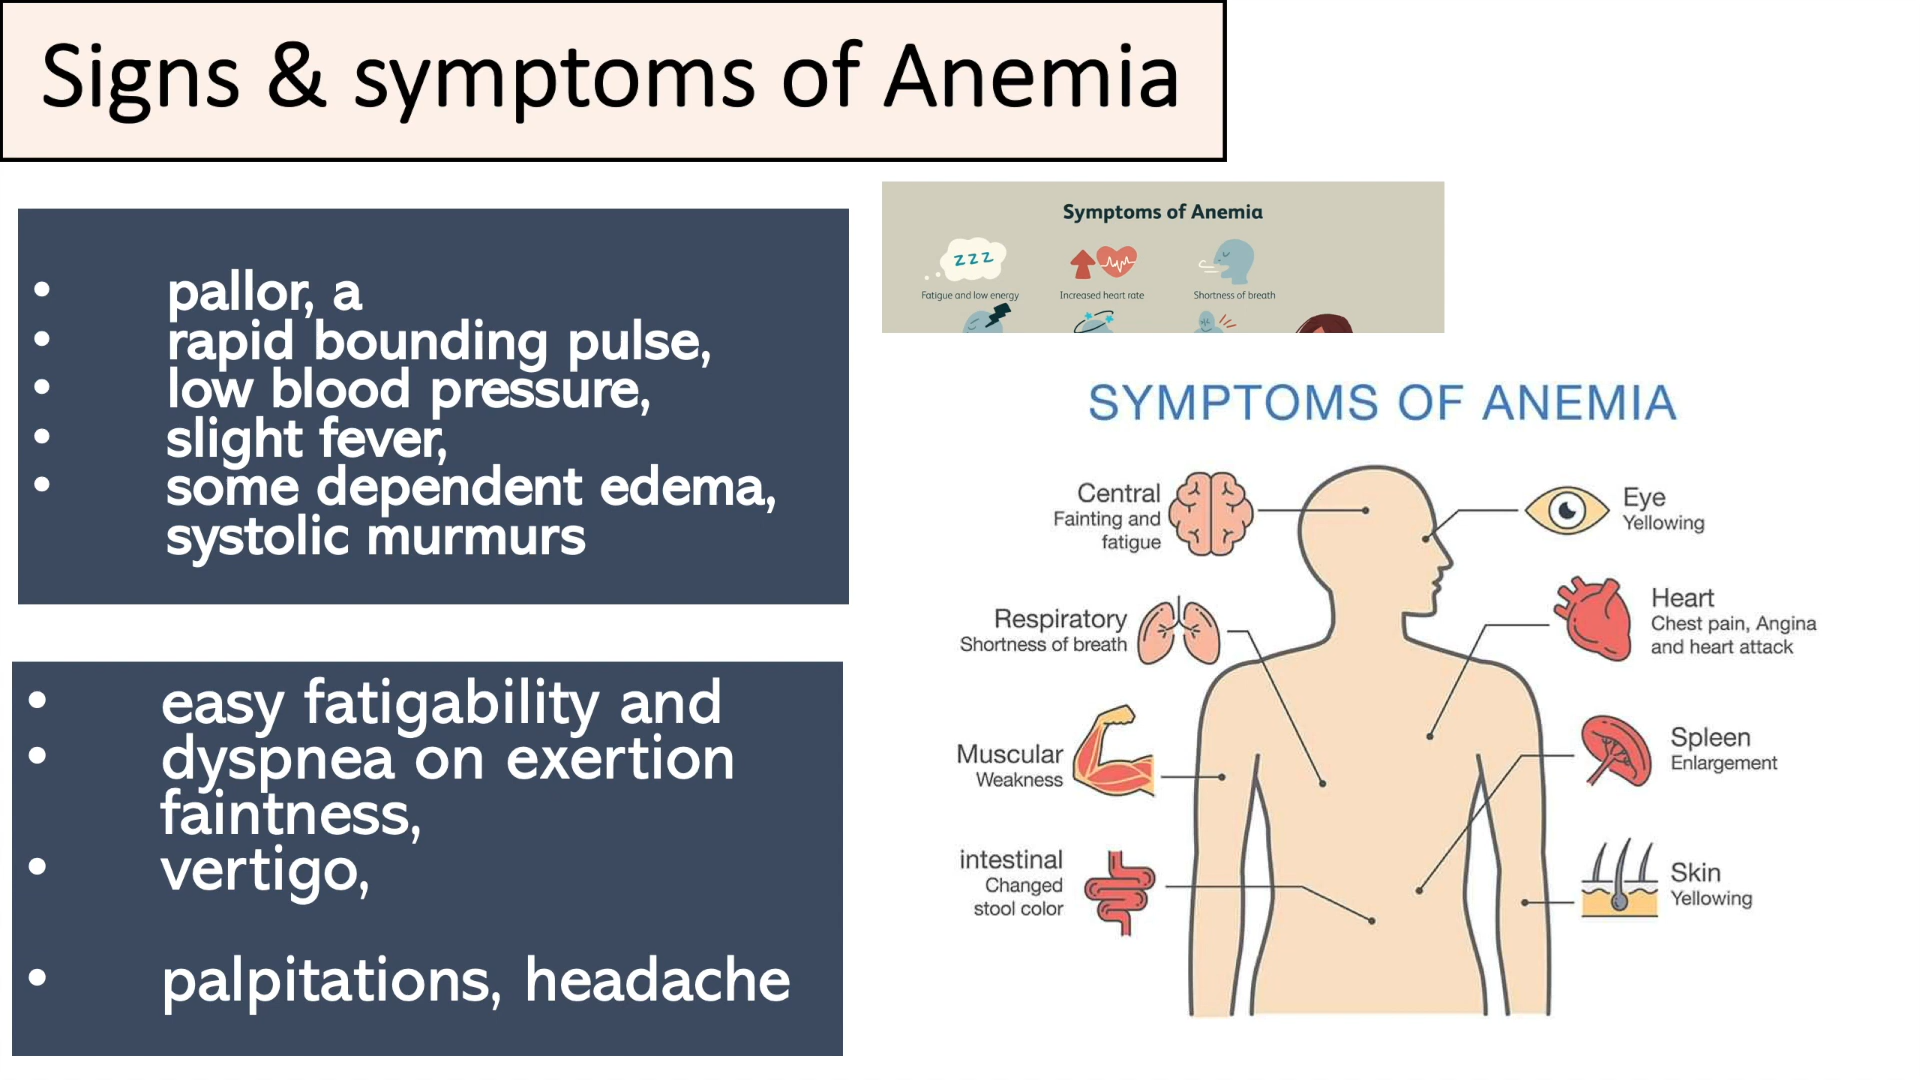 Signs & symptoms of Anemia
• pallor, a
• rapid bounding pulse,
• low blood pressure,
• slight fever,
• some dependent edema,
systolic murmurs
• easy fatigability and
• dyspnea on exertion
faintness,
• vertigo,
• palpitations, headache
Symptoms of Anemia
zzz
Fatigue and low energy
Increased heart rate
Shortness of breath
SYMPTOMS OF ANEMIA
Central
Fainting and
fatigue
Respiratory
Shortness of breath
Muscular
Weakness
intestinal
Changed
stool color
Eye
Yellowing
Heart
Chest pain, Angina
and heart attack
Spleen
Enlargement
Skin
Yellowing